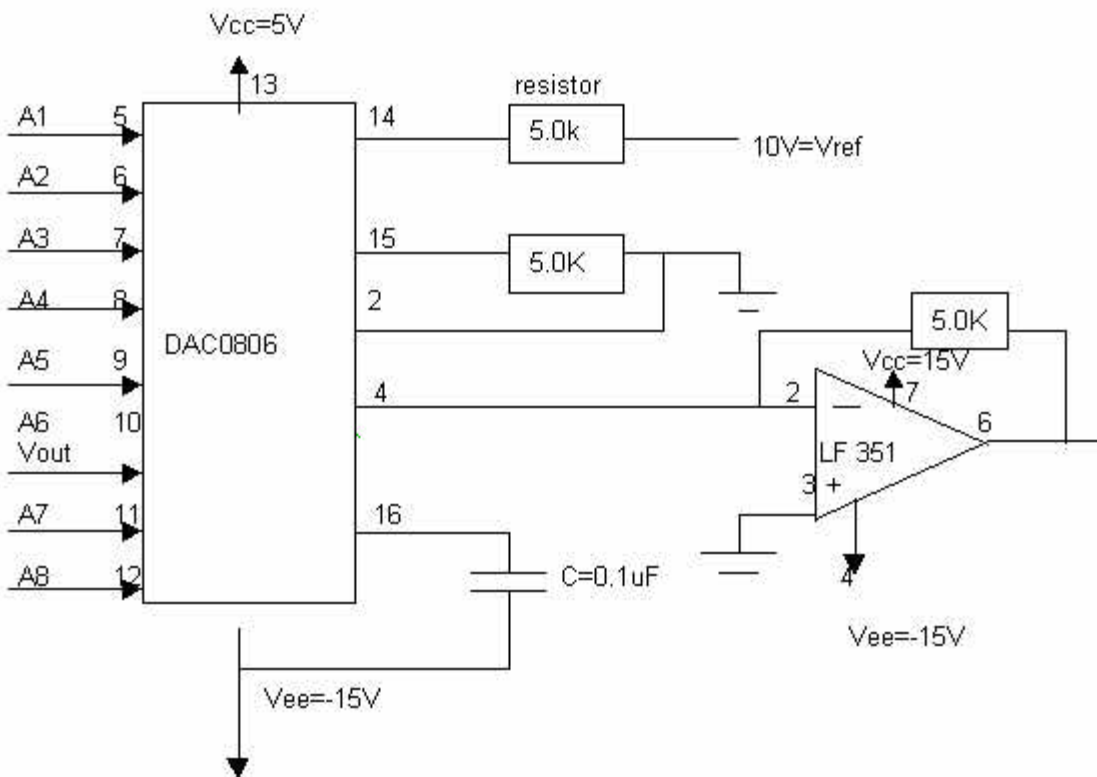 Vcc=5V
13
resistor
A1 5
14
5.0k
10V=Vref
A2 6
A3 7
15
5.0K
A4 8
2
5.0K
DAC0806
A5 9
Vcc=15V
4
2
7
A6 10
6
Vout
LF 351
3 +
A7 11
16
A8 12
C=0.1uF
4
Vee=-15V
Vee=-15V